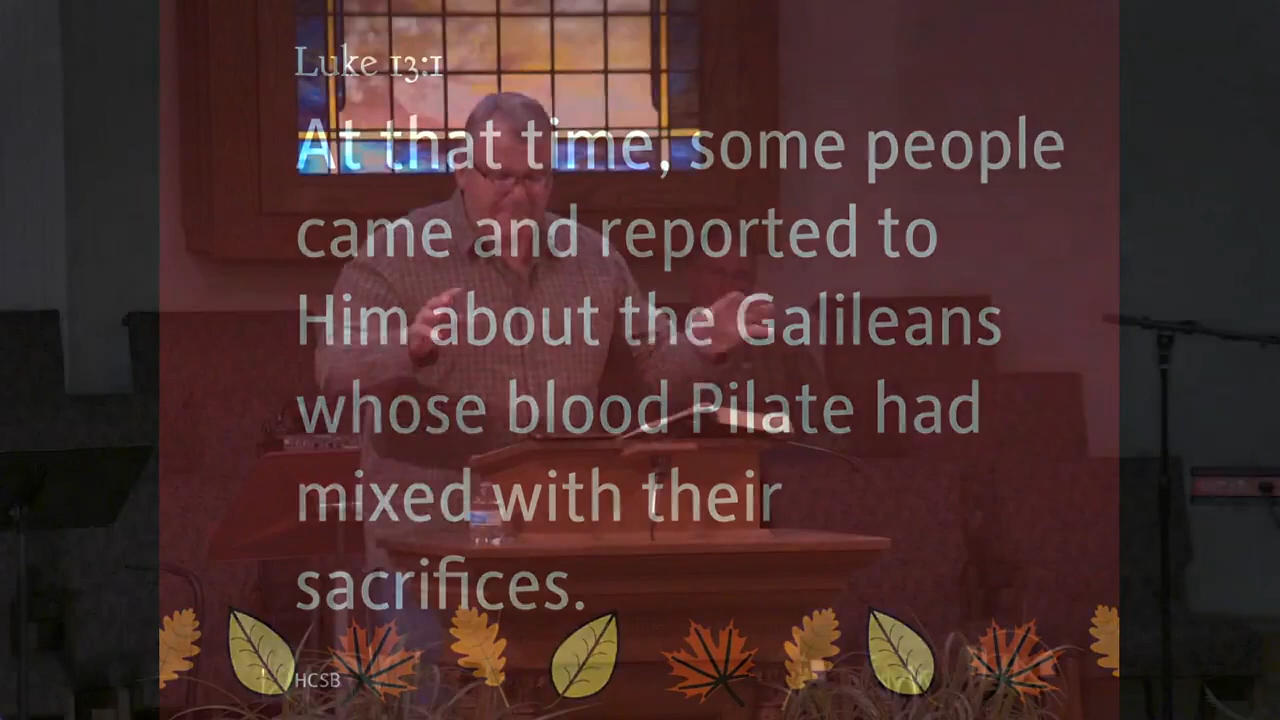 Luke 13:1
At that time, some people
came and reported to
Him about the Galileans
whose blood Pilate had
mixed with their
sacrifices.
HCSB